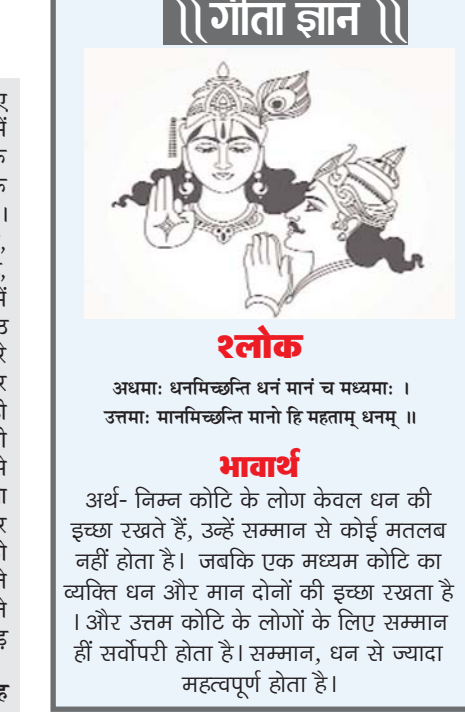 ॥ गीता ज्ञान ॥
श्लोक
अधमाः धनमिच्छन्ति धनं मानं च मध्यमाः ।
उत्तमाः मानमिच्छन्ति मानो हि महताम् धनम् ॥
भावार्थ
अर्थ- निम्न कोटि के लोग केवल धन की
इच्छा रखते हैं, उन्हें सम्मान से कोई मतलब
नहीं होता है। जबकि एक मध्यम कोटि का
व्यक्ति धन और मान दोनों की इच्छा रखता है
। और उत्तम कोटि के लोगों के लिए सम्मान
हीं सर्वोपरी होता है। सम्मान, धन से ज्यादा
महत्वपूर्ण होता है।